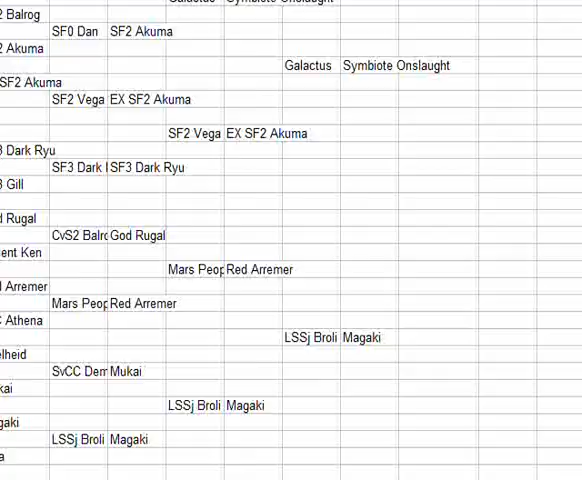 2 Balrog
SF0 Dan SF2 Akuma
2 Akuma
Galactus Symbiote Onslaught
SF2 Akuma
SF2 Vega EX SF2 Akuma
SF2 Vega EX SF2 Akuma
3 Dark Ryu
SF3 Dark SF3 Dark Ryu
3 Gill
d Rugal
CvS2 Balro God Rugal
ent Ken
Mars Peop Red Arremer
l Arremer
Mars Peop Red Arremer
C Athena
LSSj Broli Magaki
elheid
SvCC Dem Mukai
kai
LSSj Broli Magaki
gaki
LSSj Broli Magaki
a